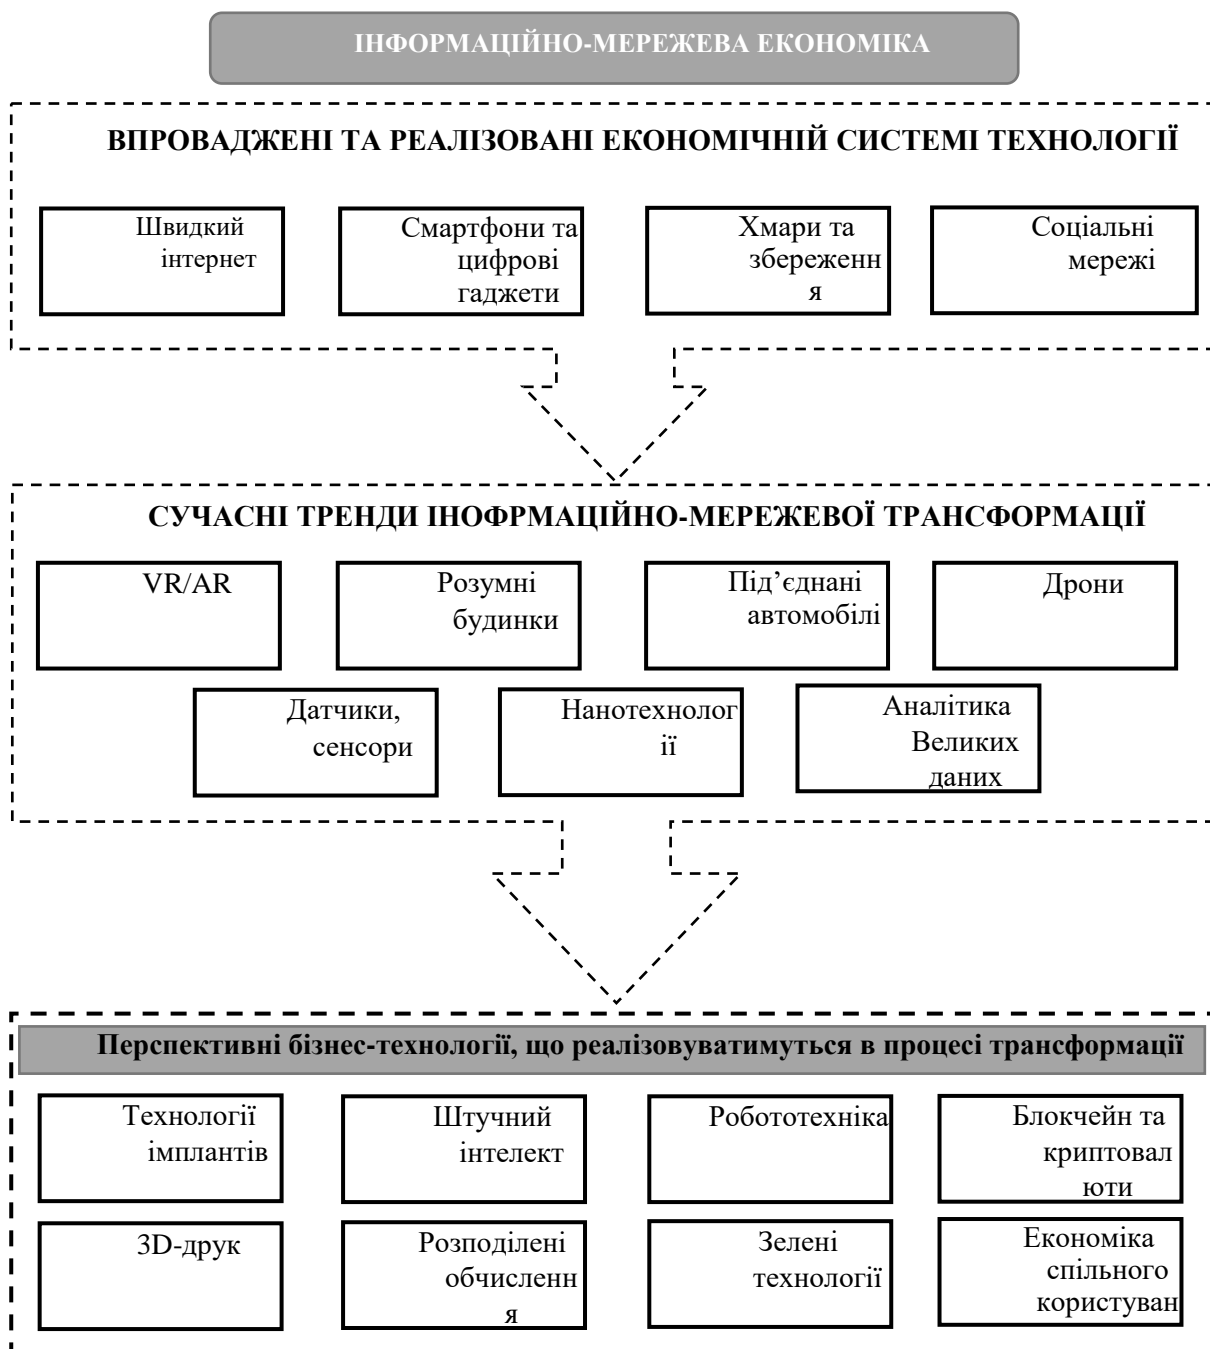 ІНФОРМАЦІЙНО-МЕРЕЖЕВА ЕКОНОМІКА
ВПРОВАДЖЕНІ ТА РЕАЛІЗОВАНІ ЕКОНОМІЧНІЙ СИСТЕМІ ТЕХНОЛОГІЇ
Швидкий
інтернет
Смартфони та
цифрові
гаджети
Хмари та
збереженн
я
Соціальні
мережі
СУЧАСНІ ТРЕНДИ ІНОФРМАЦІЙНО-МЕРЕЖЕВОЇ ТРАНСФОРМАЦІЇ
VR/AR
Розумні
будинки
Під’єднані
автомобілі
Дрони
Датчики,
сенсори
Нанотехнолог
ії
Аналітика
Великих
даних
Перспективні бізнес-технології, що реалізовуватимуться в процесі трансформації
Технології
імплантів
Штучний
інтелект
Робототехніка
Блокчейн та
криптовал
юти
3D-друк
Розподілені
обчисленн
я
Зелені
технології
Економіка
спільного
користуван